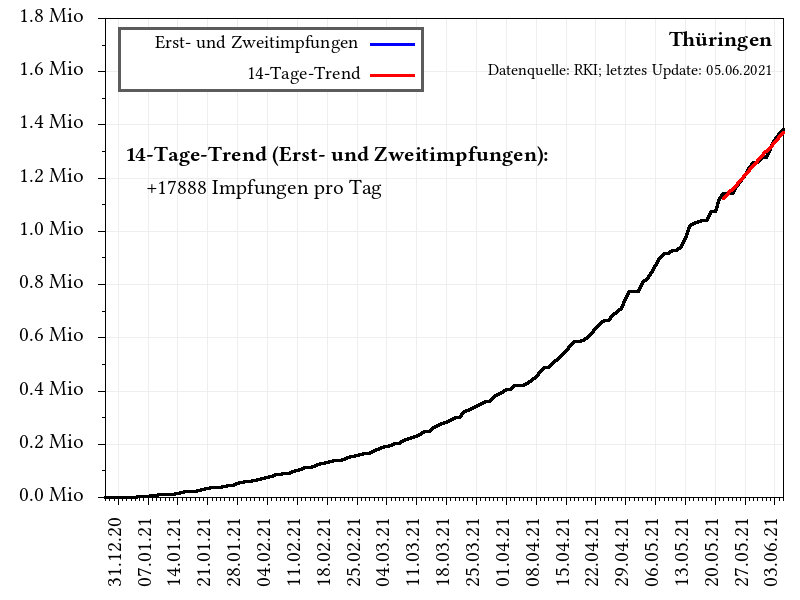 1.8 Mio
1.6 Mio
1.4 Mio
1.2 Mio
1.0 Mio
0.8 Mio
0.6 Mio
0.4 Mio
0.2 Mio
0.0 Mio
Erst- und Zweitimpfungen
14-Tage-Trend
Thüringen
Datenquelle: RKI; letztes Update: 05.06.2021
14-Tage-Trend (Erst- und Zweitimpfungen):
+17888 Impfungen pro Tag
31.12.20
07.01.21
14.01.21
21.01.21
28.01.21
04.02.21
11.02.21
18.02.21
25.02.21
04.03.21
11.03.21
18.03.21
25.03.21
01.04.21
08.04.21
15.04.21
22.04.21
29.04.21
06.05.21
13.05.21
20.05.21
27.05.21
03.06.21